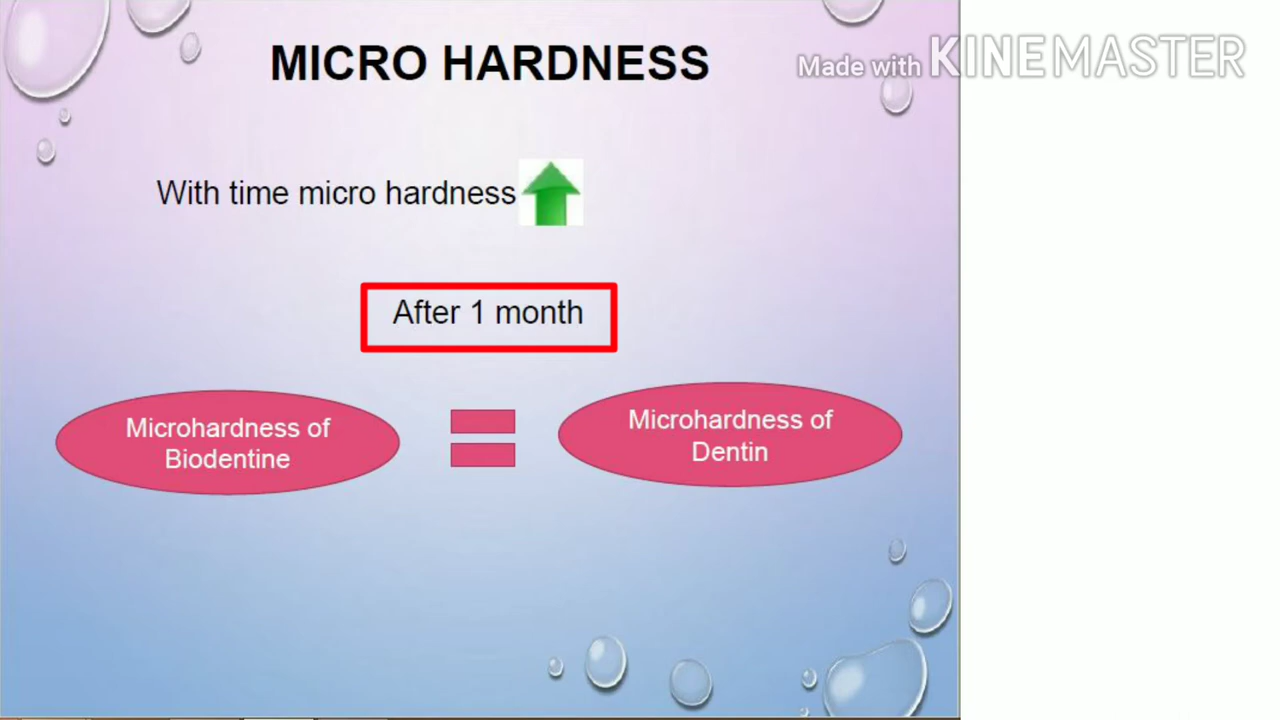 MICRO HARDNESS
Made with KINEMASTER
With time micro hardness
After 1 month
Microhardness of
Biodentine
Microhardness of
Dentin